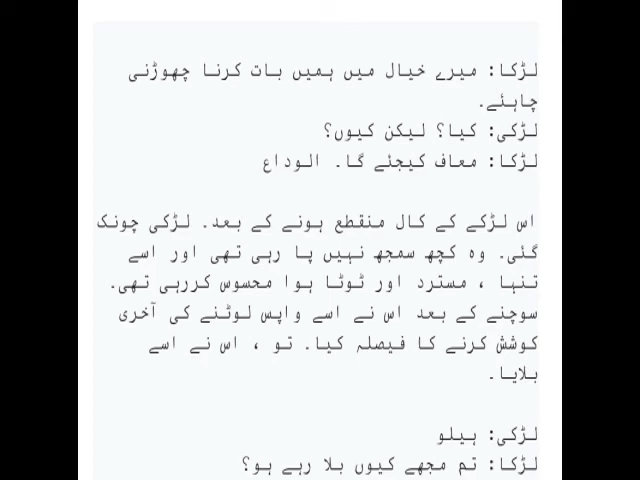 لڑکا: میرے خیال میں ہمیں بات کرنا چھوڑنی
چاہئے۔
لڑکی: کیا؟ لیکن کیوں؟
لڑکا: معاف کیجئے گا۔ الوداع
اس لڑکے کے کال منقطع ہونے کے بعد۔ لڑکی چونک
گئی۔ وہ کچھ سمجھ نہیں پا رہی تھی اور اسے
تنہا ، مسترد اور ٹوٹا ہوا محسوس کررہی تھی۔
سوچنے کے بعد اس نے اسے واپس لوٹنے کی آخری
کوشش کرنے کا فیصلہ کیا۔ تو ، اس نے اسے
بلایا۔
لڑکی: ہیلو
لڑکا: تم مجھے کیوں بلا رہے ہو؟